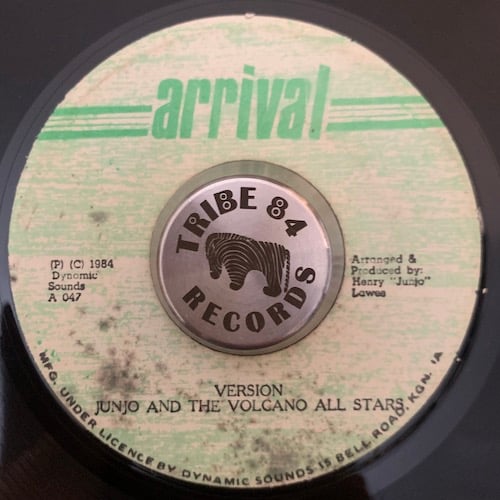 arrival
TRIBE 84
RECORDS
(P) (C) 1984
Dynamic
Sounds
A 047
Arranged &
Produced by:
Henry "Junjo"
Lawes
VERSION
JUNJO AND THE VOLCANO ALL STARS
MFG. UNDER LICENCE BY DYNAMIC SOUNDS 15 BELL ROAD, KGN. JA